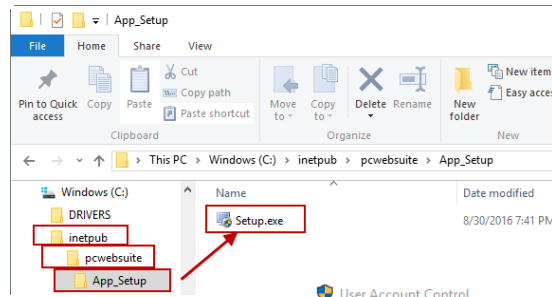 App_Setup
File Home Share View
Pin to Quick access
Copy
Paste
Cut
Copy path
Paste shortcut
Move to
Copy to
Delete
Rename
New folder
New item
Easy acces
Clipboard Organize New
This PC > Windows (C:) > inetpub > pcwebsuite > App_Setup
Windows (C:) Name Date modified
DRIVERS
Setup.exe 8/30/2016 7:41 PM
inetpub
pcwebsuite
App_Setup
User Account Control